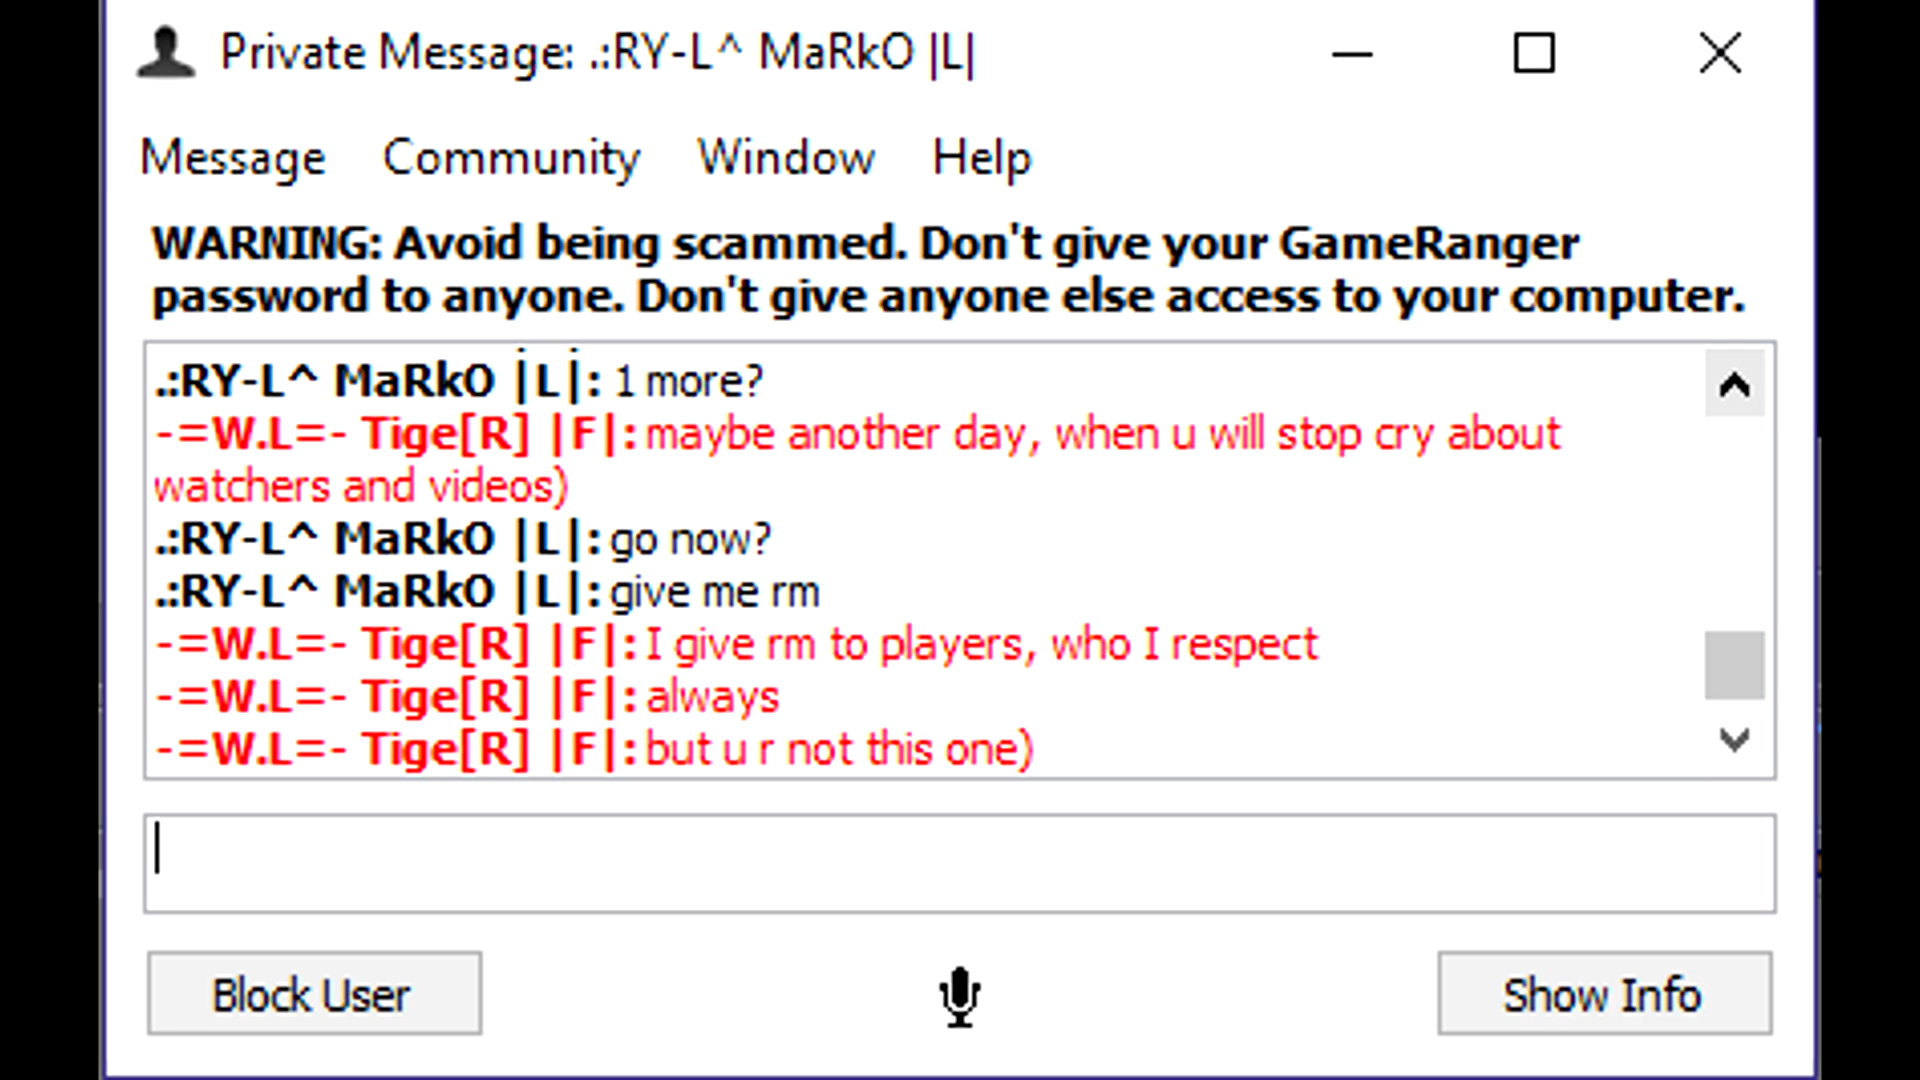 Private Message: .:RY-L^ MaRkO |L|
Message Community Window Help
WARNING: Avoid being scammed. Don't give your GameRanger
password to anyone. Don't give anyone else access to your computer.
.:RY-L^ MaRkO |L|: 1 more?
-=W.L=- Tige[R] |F|: maybe another day, when u will stop cry about
watchers and videos)
.:RY-L^ MaRkO |L|: go now?
.:RY-L^ MaRkO |L|: give me rm
-=W.L=- Tige[R] |F|: I give rm to players, who I respect
-=W.L=- Tige[R] |F|: always
-=W.L=- Tige[R] |F|: but u r not this one)
Block User Show Info